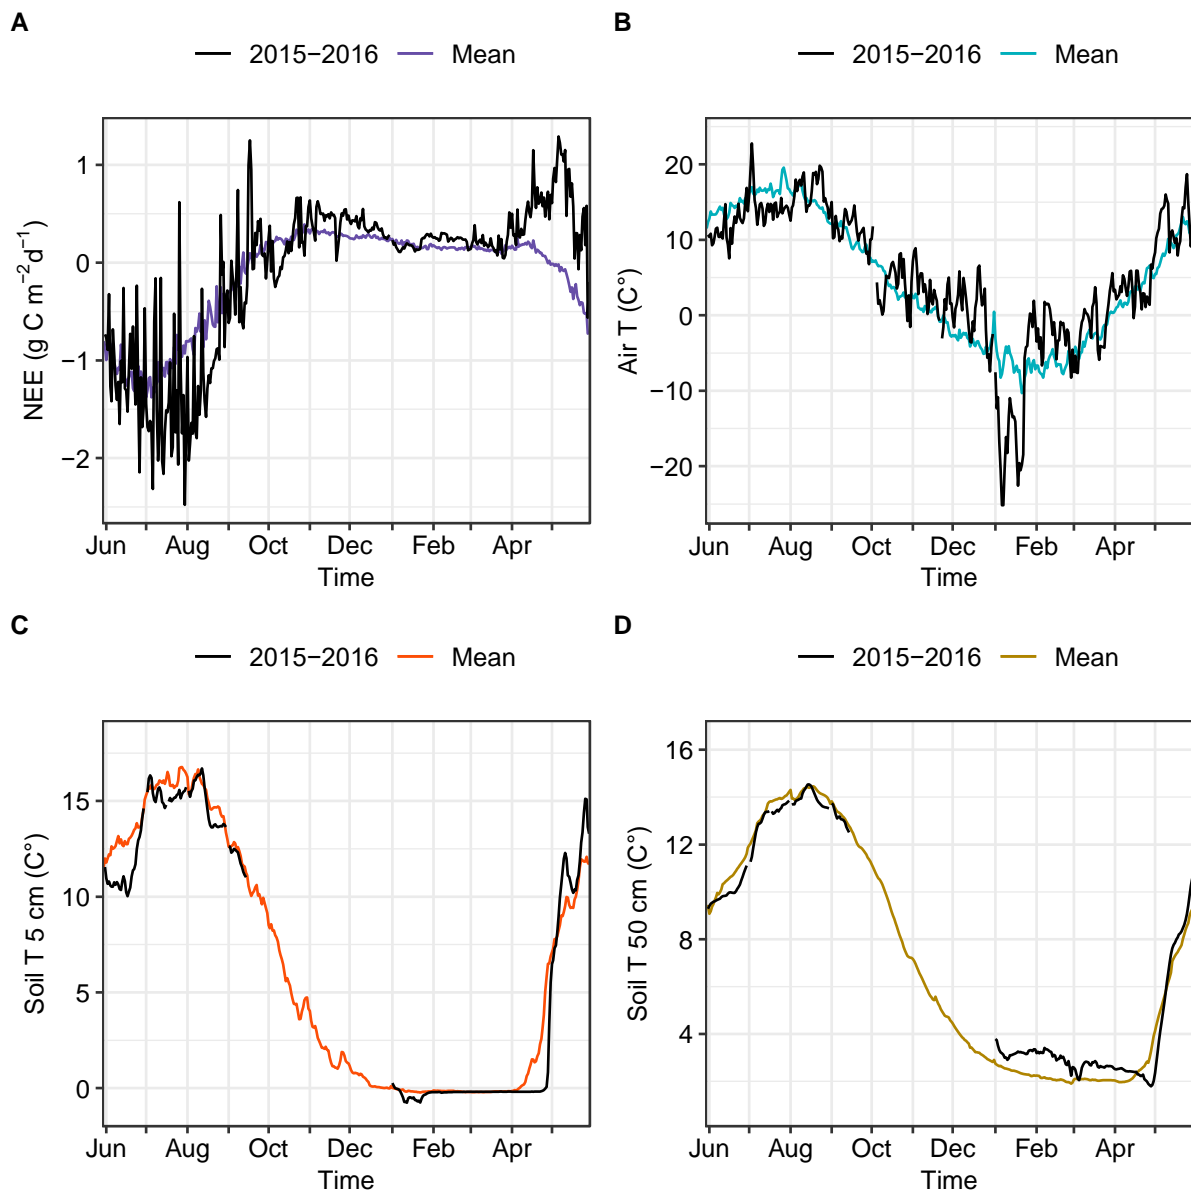 A
2015−2016 Mean
NEE (g C m⁻²d⁻¹)
1
0
−1
−2
Jun Aug Oct Dec Feb Apr
Time
B
2015−2016 Mean
Air T (C°)
20
10
0
−10
−20
Jun Aug Oct Dec Feb Apr
Time
C
2015−2016 Mean
Soil T 5 cm (C°)
15
10
5
0
Jun Aug Oct Dec Feb Apr
Time
D
2015−2016 Mean
Soil T 50 cm (C°)
16
12
8
4
Jun Aug Oct Dec Feb Apr
Time